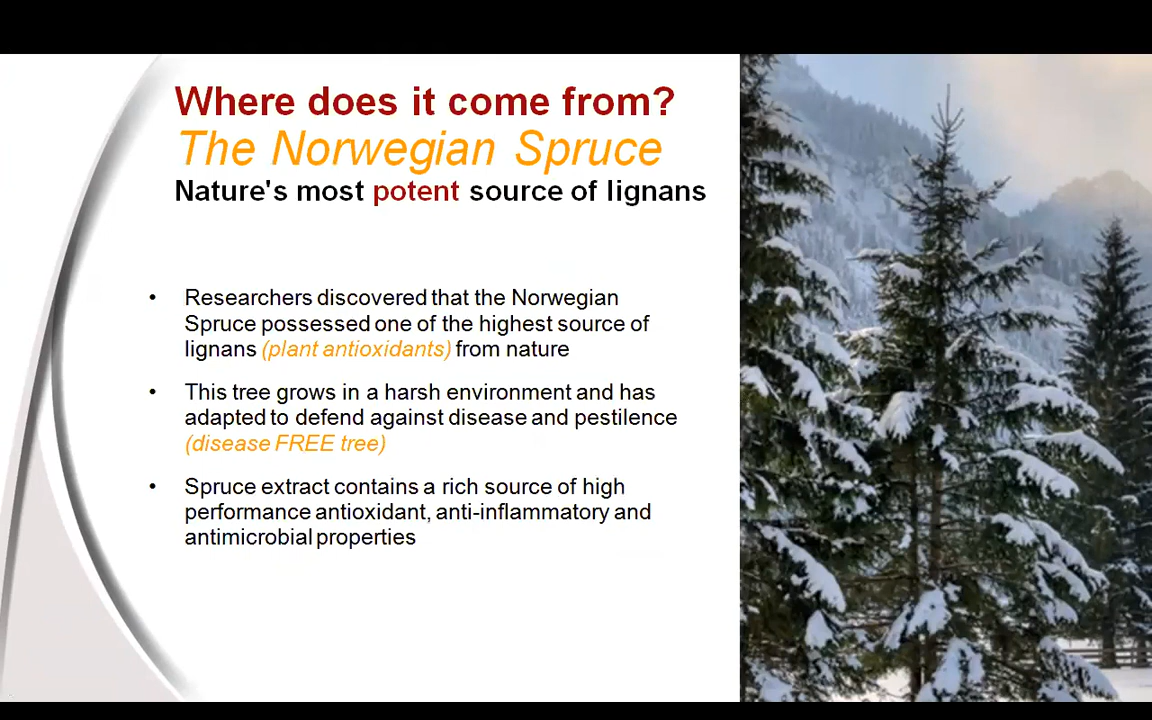 Where does it come from?
The Norwegian Spruce
Nature's most potent source of lignans
• Researchers discovered that the Norwegian
Spruce possessed one of the highest source of
lignans (plant antioxidants) from nature
• This tree grows in a harsh environment and has
adapted to defend against disease and pestilence
(disease FREE tree)
• Spruce extract contains a rich source of high
performance antioxidant, anti-inflammatory and
antimicrobial properties